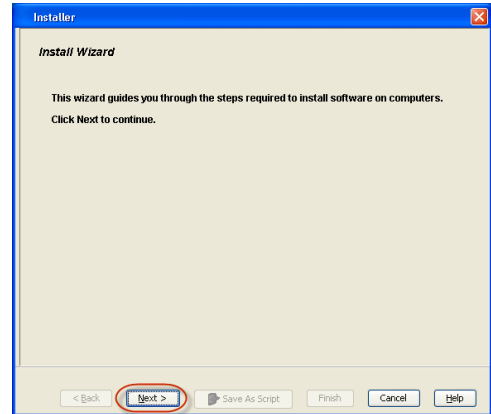 Installer
Install Wizard
This wizard guides you through the steps required to install software on computers.
Click Next to continue.
< Back Next > Save As Script Finish Cancel Help